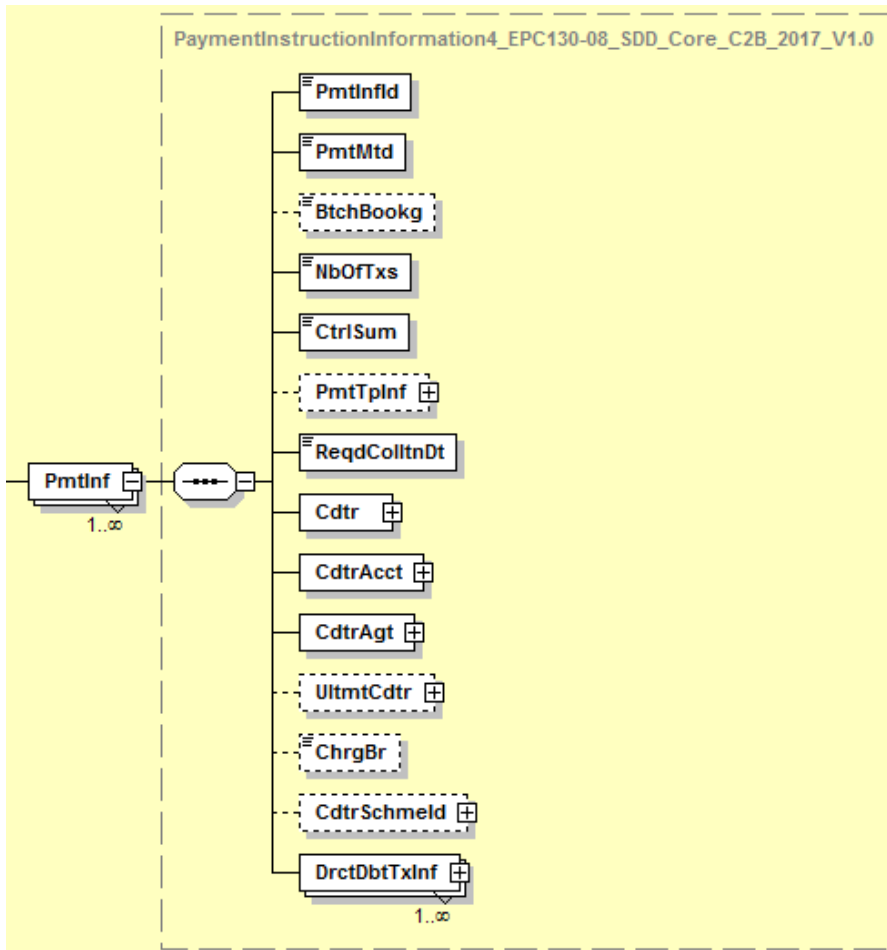 PaymentInstructionInformation4_EPC130-08_SDD_Core_C2B_2017_V1.0
PmtInfId
PmtMtd
BtchBookg
NbOfTxs
CtrlSum
PmtTpInf
ReqdColltnDt
PmtInf
1..∞
Cdtr
CdtrAcct
CdtrAgt
UltmtCdtr
ChrgBr
CdtrSchmeId
DrctDbtTxInf
1..∞